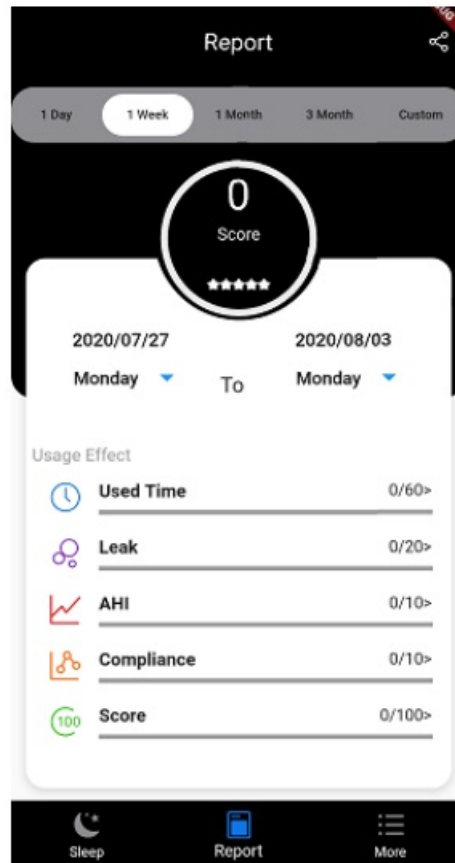 Report
1 Day 1 Week 1 Month 3 Month Custom
0
Score
2020/07/27 2020/08/03
Monday To Monday
Usage Effect
Used Time 0/60>
Leak 0/20>
AHI 0/10>
Compliance 0/10>
100 Score 0/100>
Sleep Report More